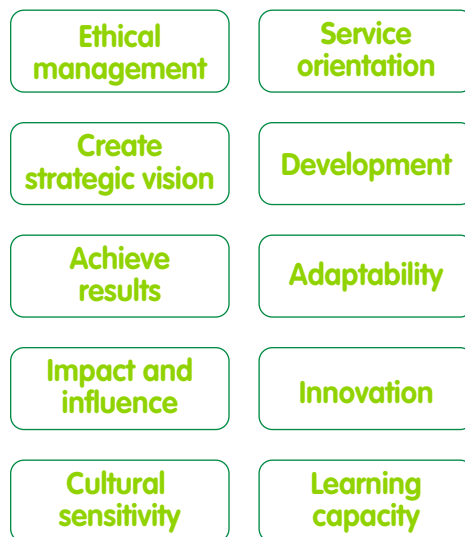 Ethical
management
Service
orientation
Create
strategic vision
Development
Achieve
results
Adaptability
Impact and
influence
Innovation
Cultural
sensitivity
Learning
capacity